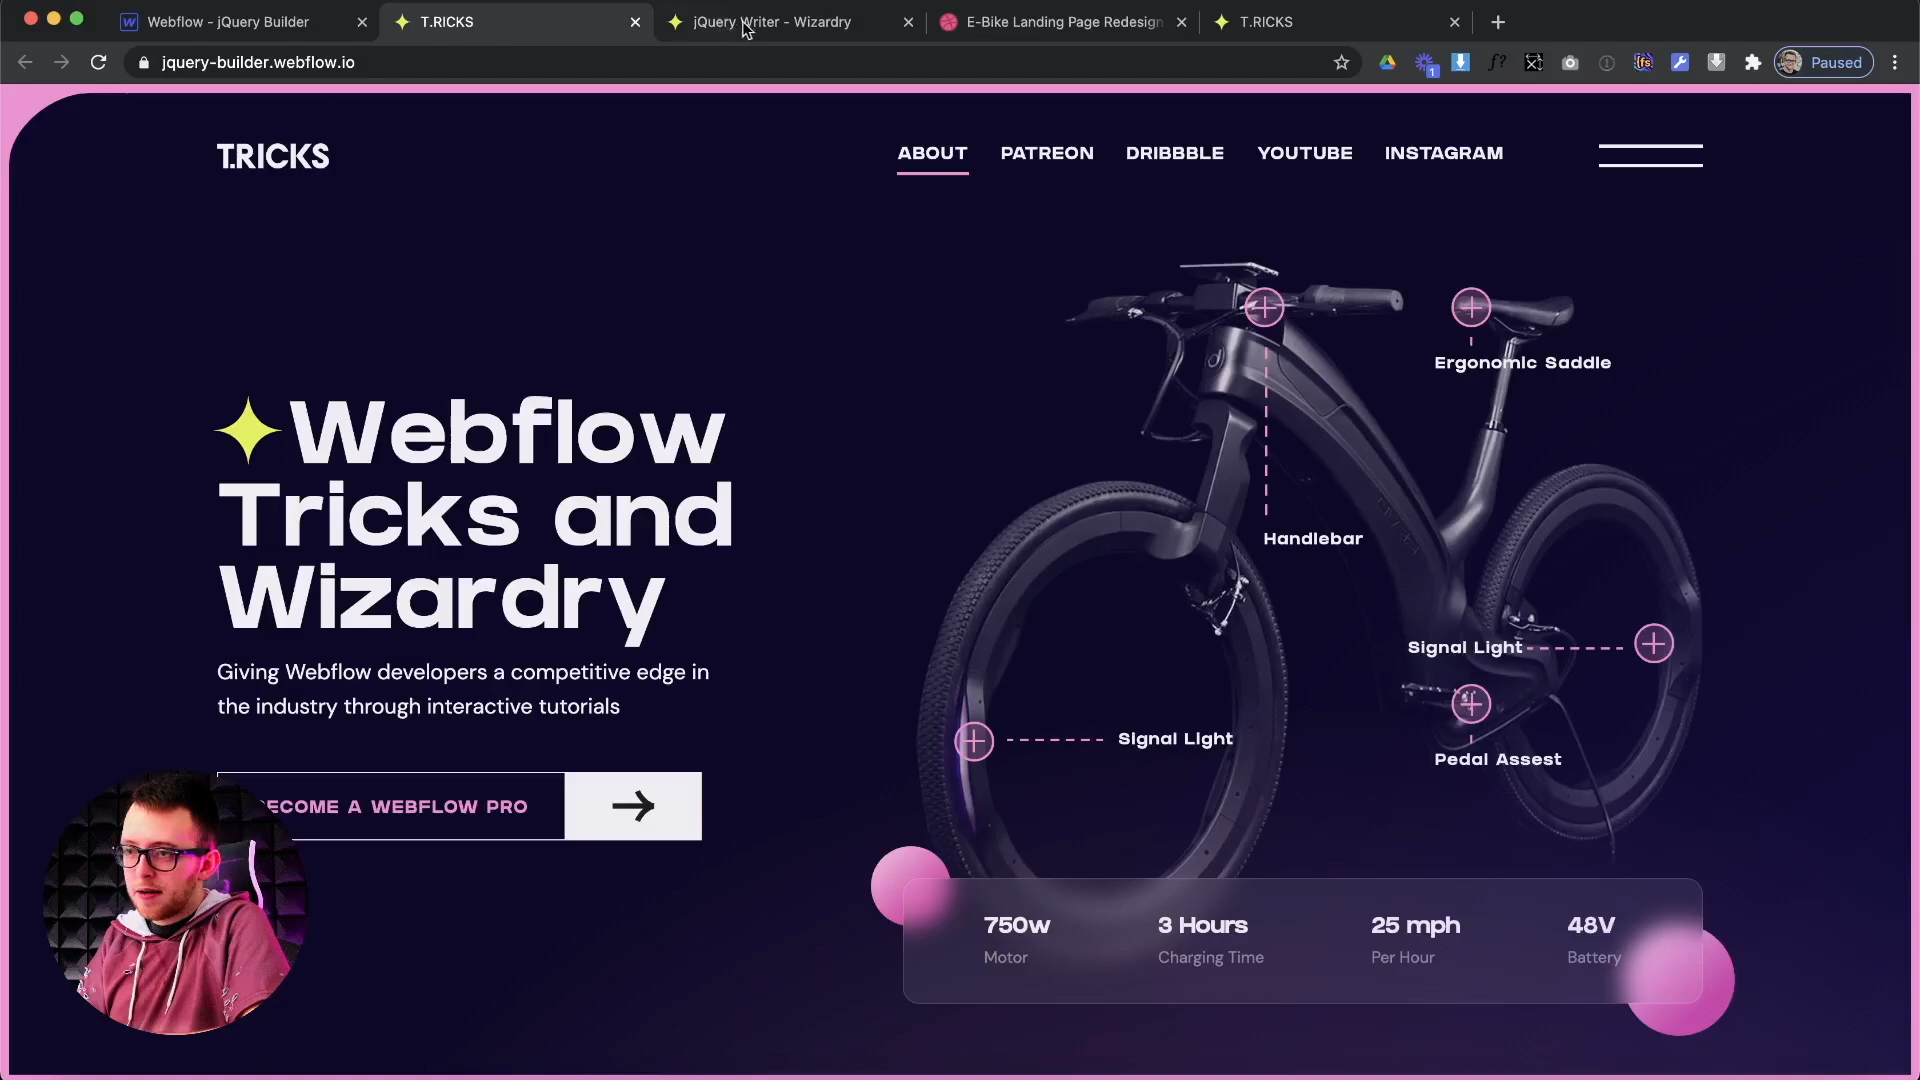 Webflow - jQuery Builder
T.RICKS
jQuery Writer - Wizardry
E-Bike Landing Page Redesign
T.RICKS
jquery-builder.webflow.io
1
f?
{fs
Paused
T.RICKS
ABOUT
PATREON
DRIBBBLE
YOUTUBE
INSTAGRAM
Ergonomic Saddle
Webflow
Tricks and
Wizardry
Handlebar
Signal Light
Giving Webflow developers a competitive edge in
the industry through interactive tutorials
Signal Light
Pedal Assest
ECOME A WEBFLOW PRO
750w
3 Hours
25 mph
48V
Motor
Charging Time
Per Hour
Battery